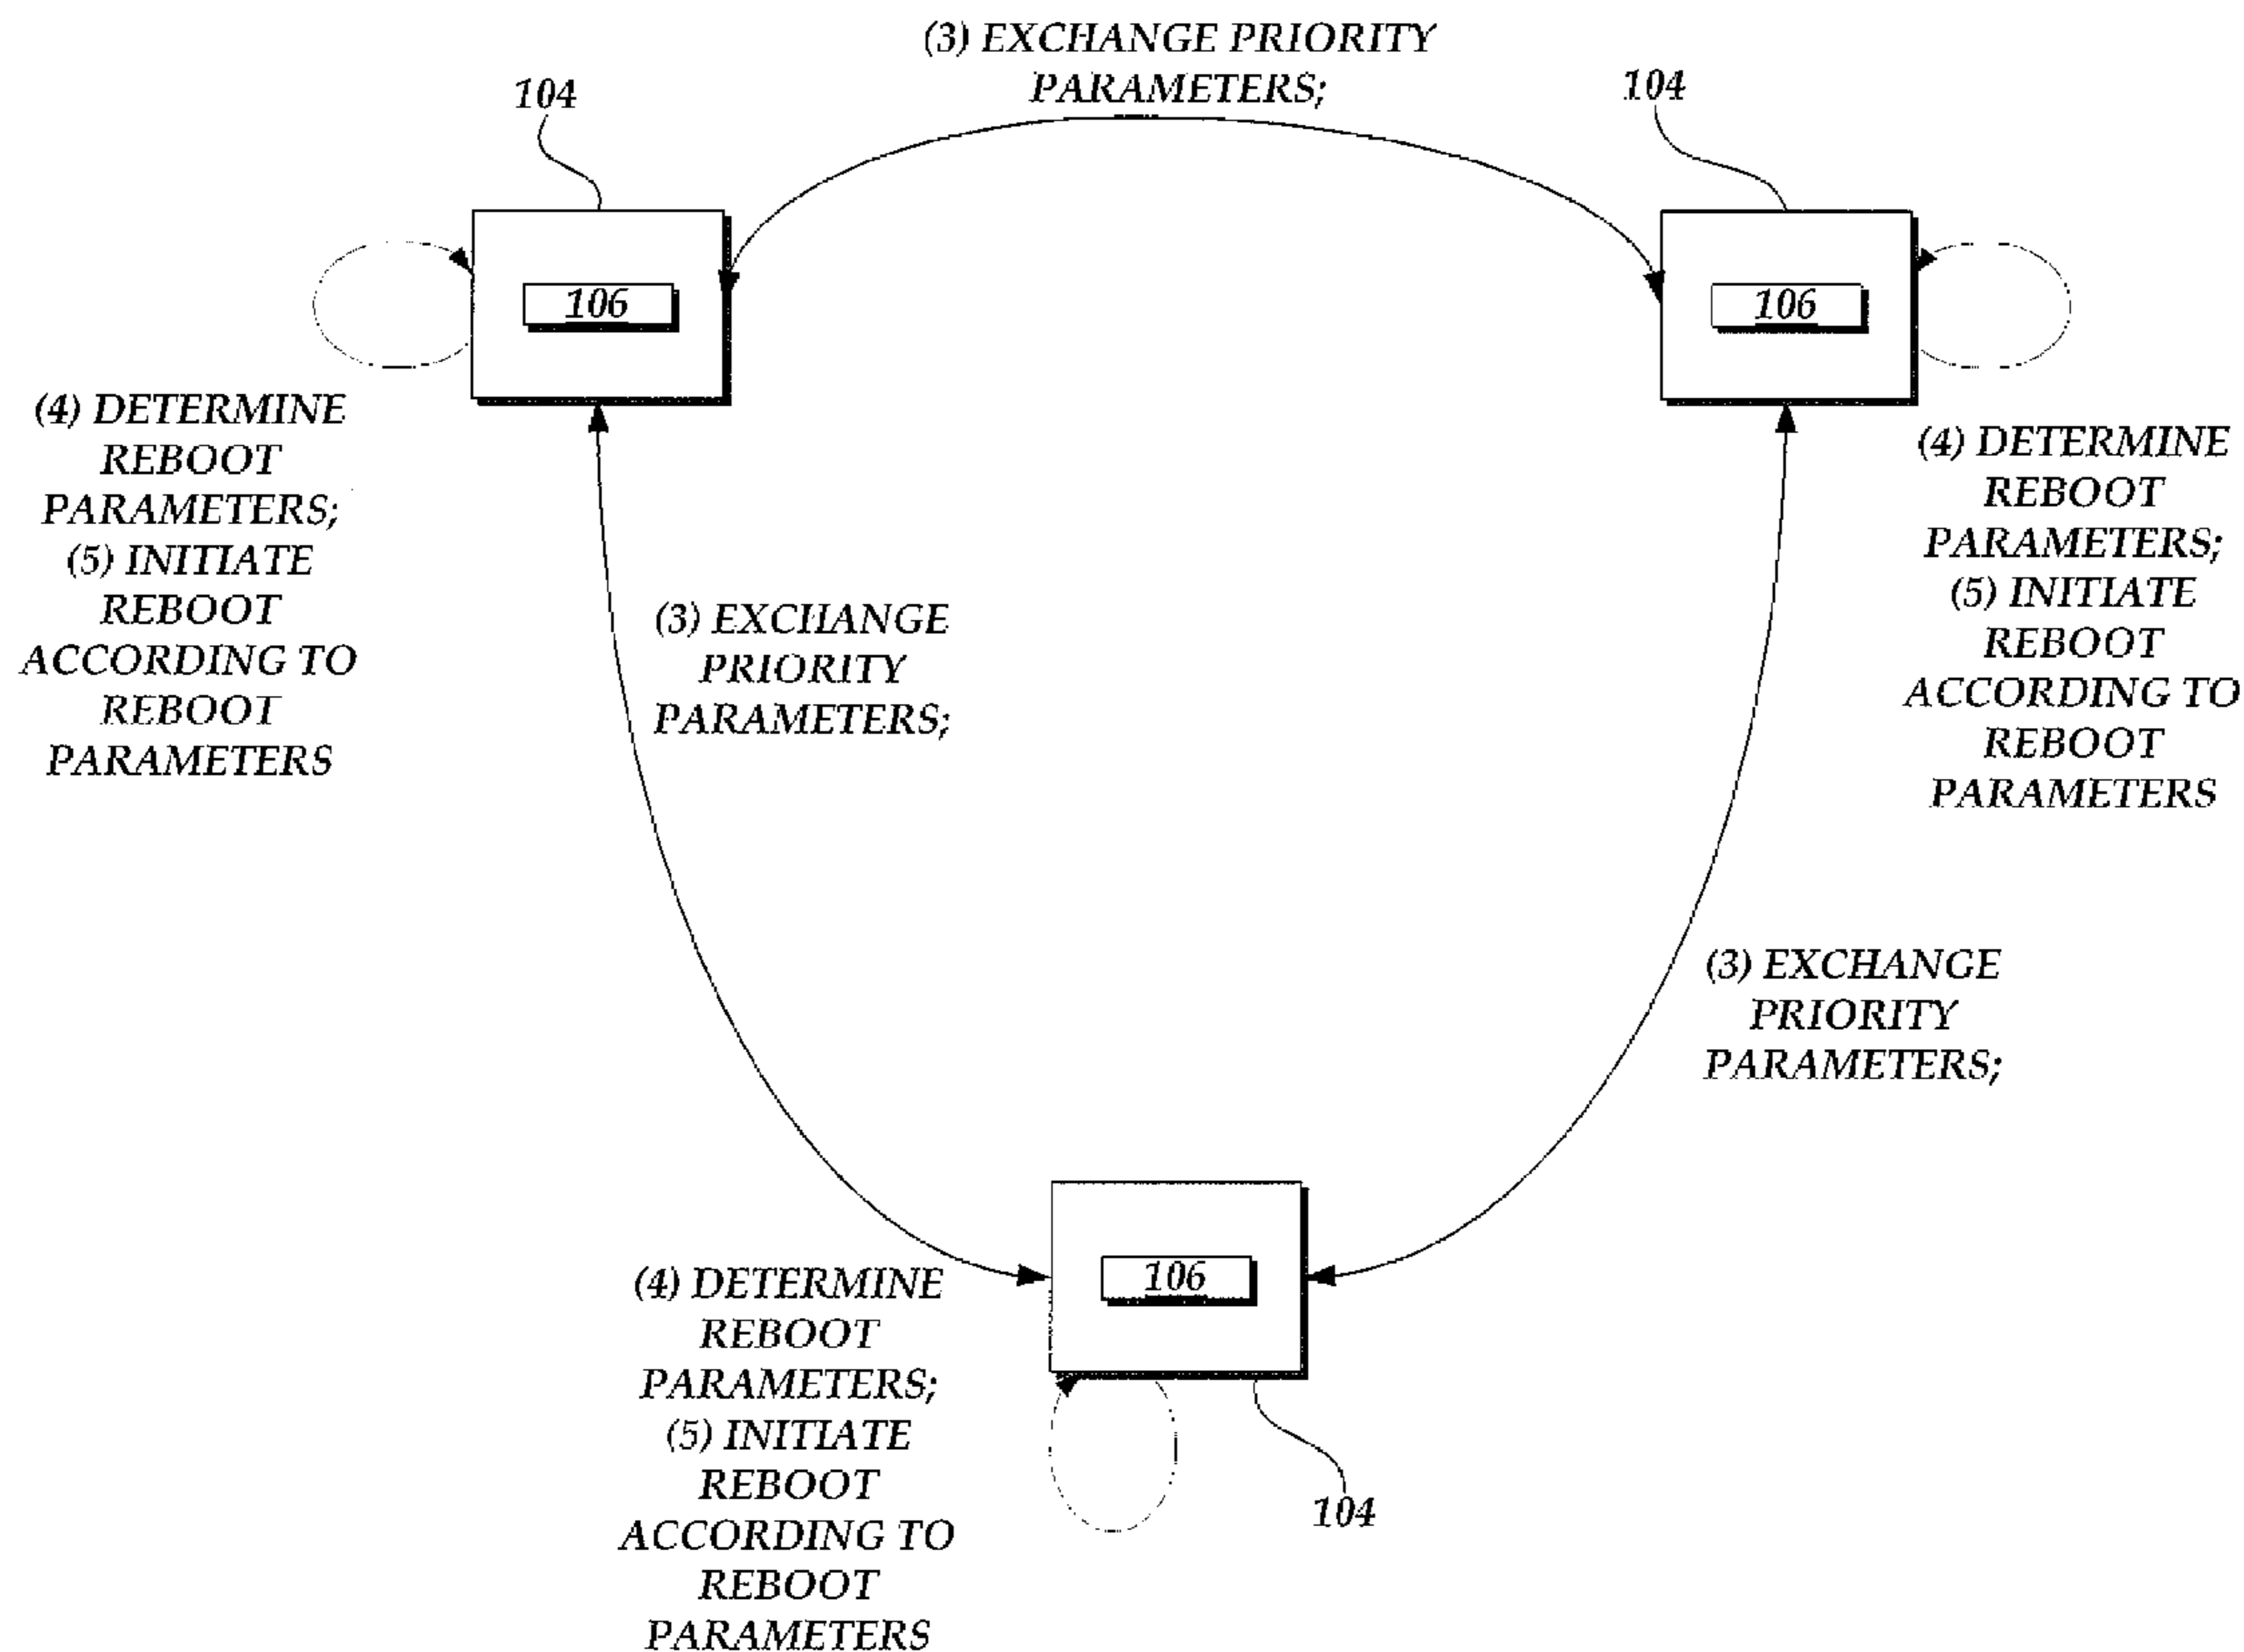 (3) EXCHANGE PRIORITY
PARAMETERS;
104
104
106
106
(4) DETERMINE
REBOOT
PARAMETERS;
(5) INITIATE
REBOOT
ACCORDING TO
REBOOT
PARAMETERS
(4) DETERMINE
REBOOT
PARAMETERS;
(5) INITIATE
REBOOT
ACCORDING TO
REBOOT
PARAMETERS
(3) EXCHANGE
PRIORITY
PARAMETERS;
(3) EXCHANGE
PRIORITY
PARAMETERS;
106
(4) DETERMINE
REBOOT
PARAMETERS;
(5) INITIATE
REBOOT
ACCORDING TO
REBOOT
PARAMETERS
104